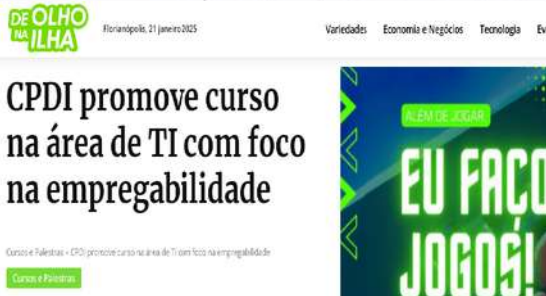 DE OLHO
NA ILHA
Florianópolis, 21 janeiro 2025
Variedades Economia e Negócios Tecnologia
CPDI promove curso
na área de TI com foco
na empregabilidade
Cursos e Palestras » CPDI promove curso na área de TI com foco na empregabilidade
Cursos e Palestras
ALÉM DE JOGAR
EU FAÇO
JOGOS!